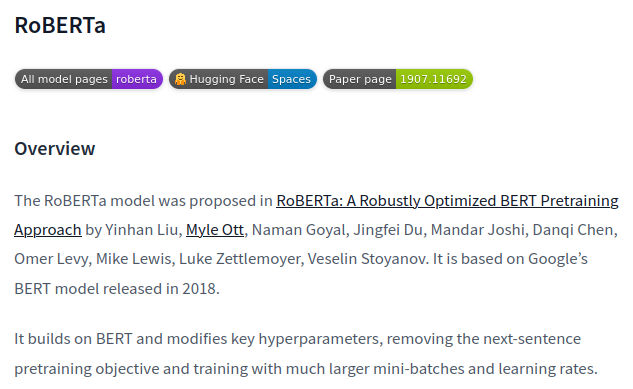 RoBERTa
All model pages roberta 🤗 Hugging Face Spaces Paper page 1907.11692
Overview
The RoBERTa model was proposed in RoBERTa: A Robustly Optimized BERT Pretraining
Approach by Yinhan Liu, Myle Ott, Naman Goyal, Jingfei Du, Mandar Joshi, Danqi Chen,
Omer Levy, Mike Lewis, Luke Zettlemoyer, Veselin Stoyanov. It is based on Google’s
BERT model released in 2018.
It builds on BERT and modifies key hyperparameters, removing the next-sentence
pretraining objective and training with much larger mini-batches and learning rates.